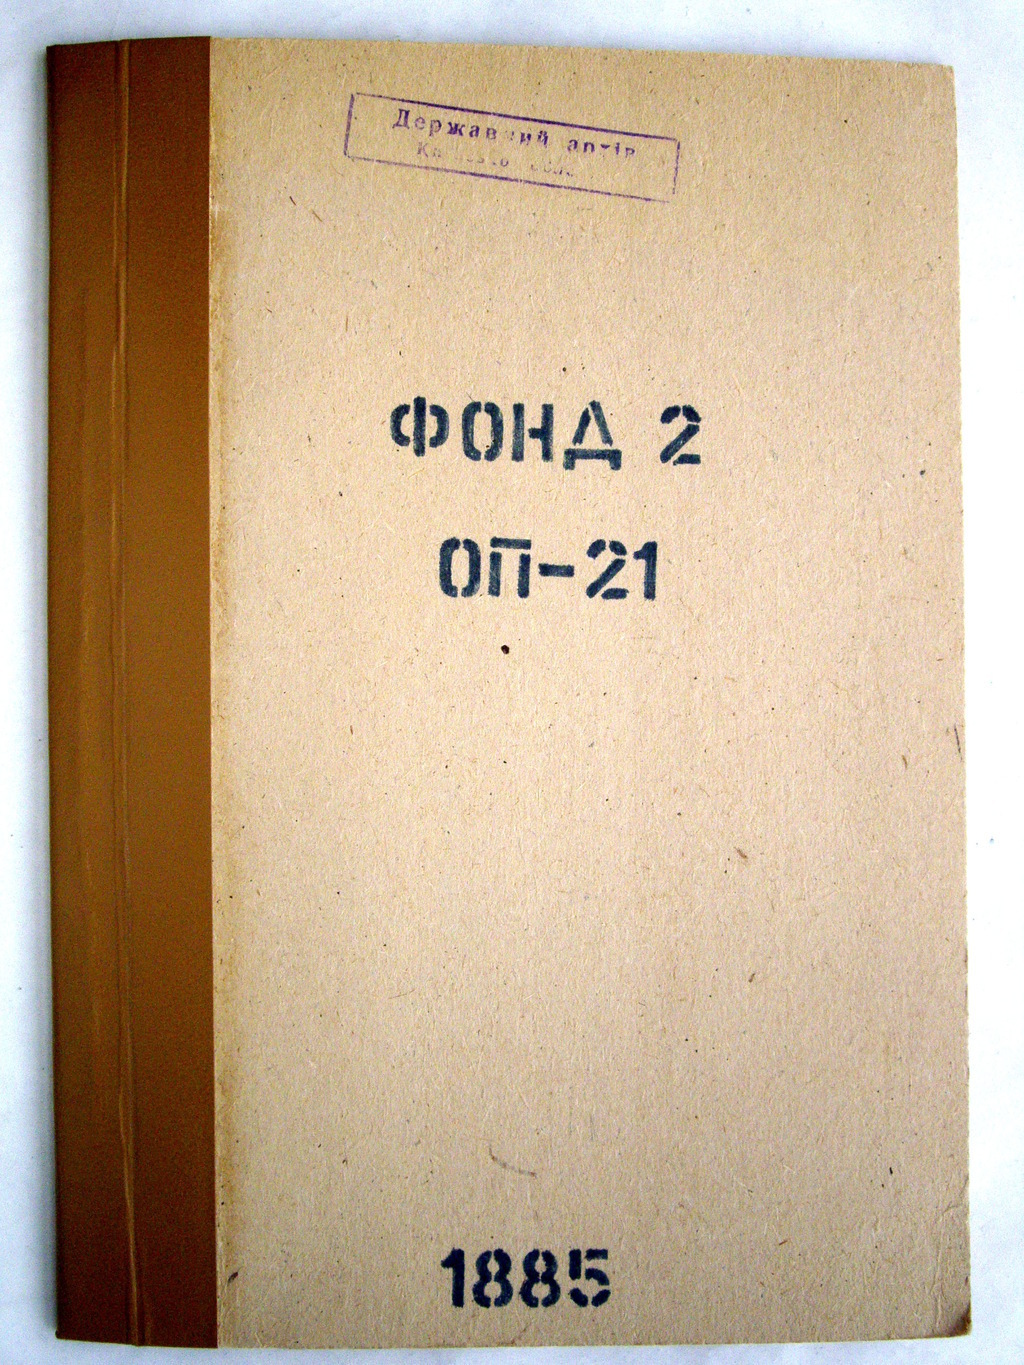 Державний архів
ФОНД 2
ОП-21
1885